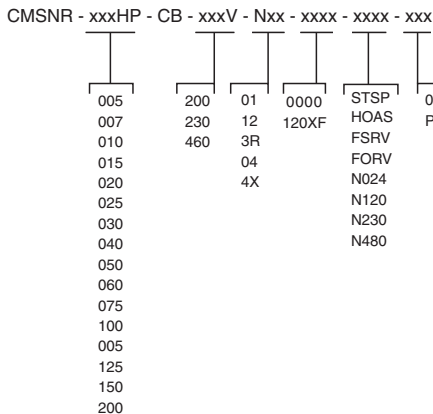 CMSNR - xxxHP - CB - xxxV - Nxx - xxxx - xxxx - xxx
005 200 01 0000 STSP 0
007 230 12 120XF HOAS P
010 460 3R FSRV
015 04 FORV
020 4X N024
025 N120
030 N230
040 N480
050
060
075
100
005
125
150
200